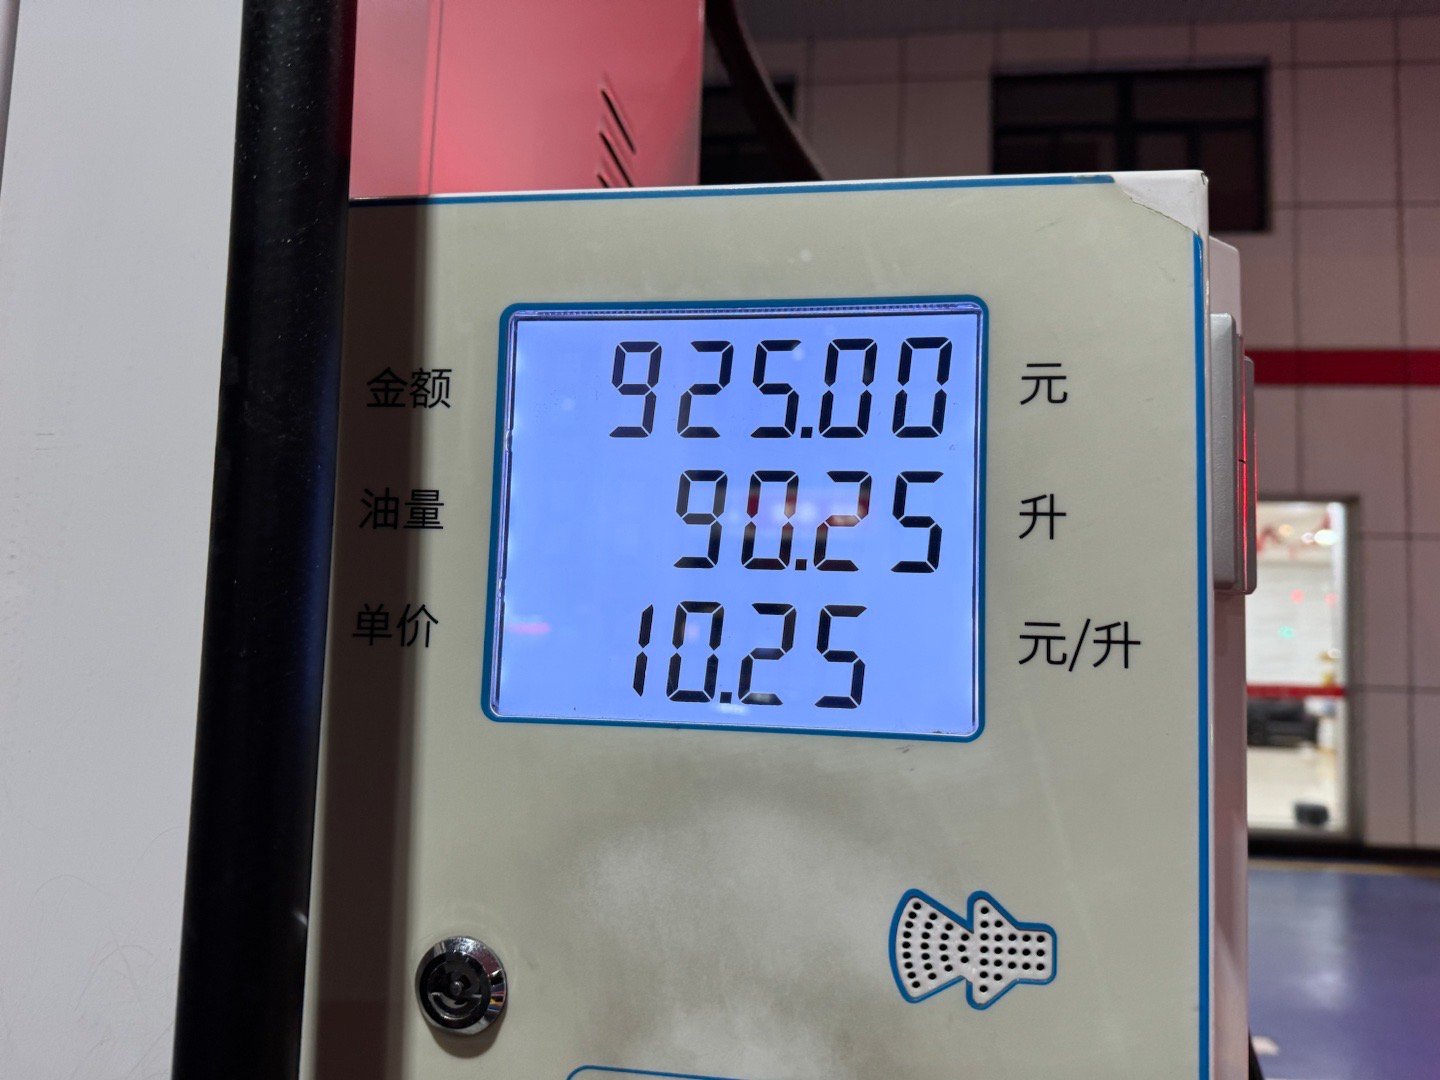 金额 925.00 元
油量 90.25 升
单价 10.25 元/升